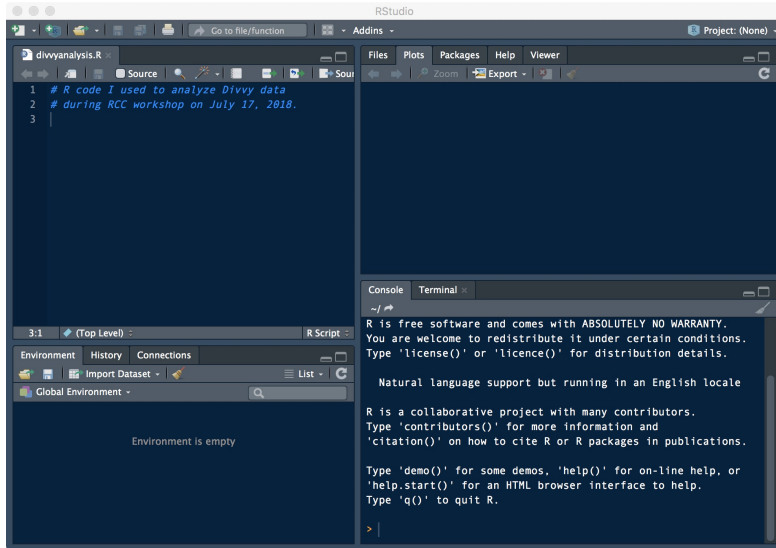 RStudio
Go to file/function
Addins
Project: (None)
divvyanalysis.R
Source
Sour
1 # R code I used to analyze Divvy data
2 # during RCC workshop on July 17, 2018.
3
3:1 (Top Level) R Script
Environment History Connections
Import Dataset List
Global Environment
Environment is empty
Files Plots Packages Help Viewer
Zoom Export
Console Terminal
~/
R is free software and comes with ABSOLUTELY NO WARRANTY.
You are welcome to redistribute it under certain conditions.
Type 'license()' or 'licence()' for distribution details.
Natural language support but running in an English locale
R is a collaborative project with many contributors.
Type 'contributors()' for more information and
'citation()' on how to cite R or R packages in publications.
Type 'demo()' for some demos, 'help()' for on-line help, or
'help.start()' for an HTML browser interface to help.
Type 'q()' to quit R.
>